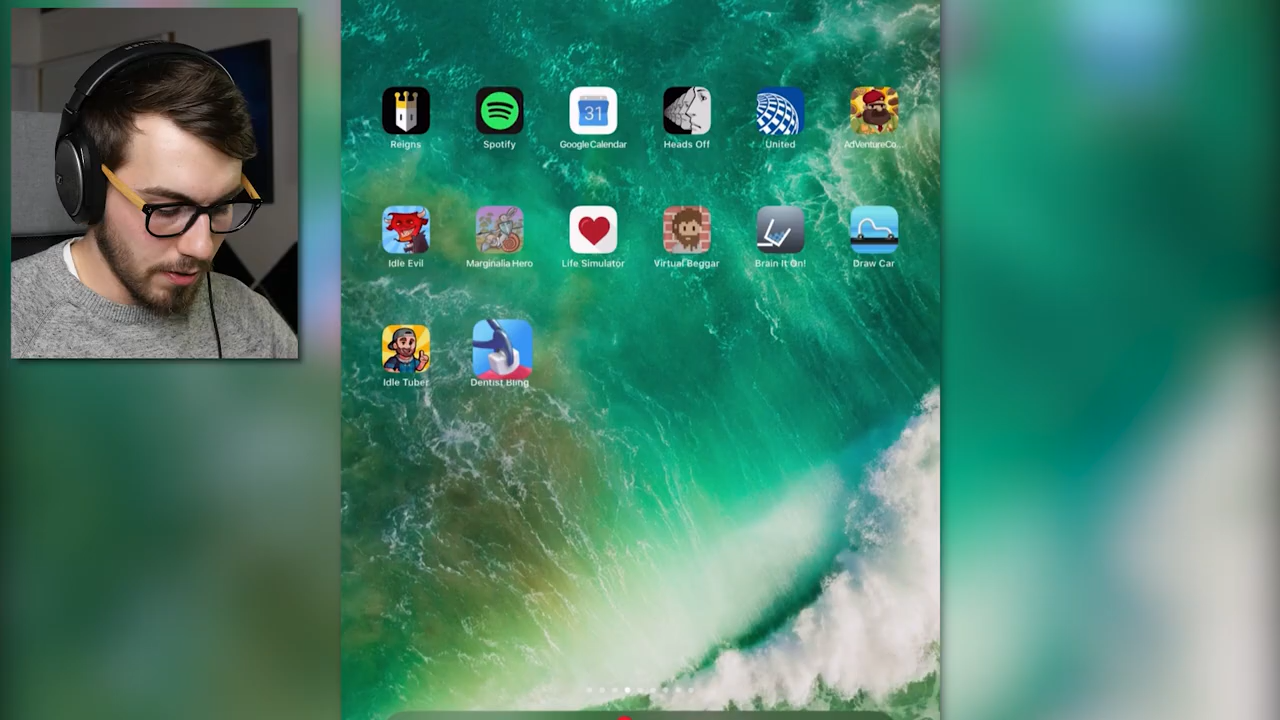 Reigns
Spotify
31
Google Calendar
Heads Off
United
AdVentureCo...
Idle Evil
Marginalia Hero
Life Simulator
Virtual Beggar
Brain It On!
Draw Car
Idle Tuber
Dentist Bling